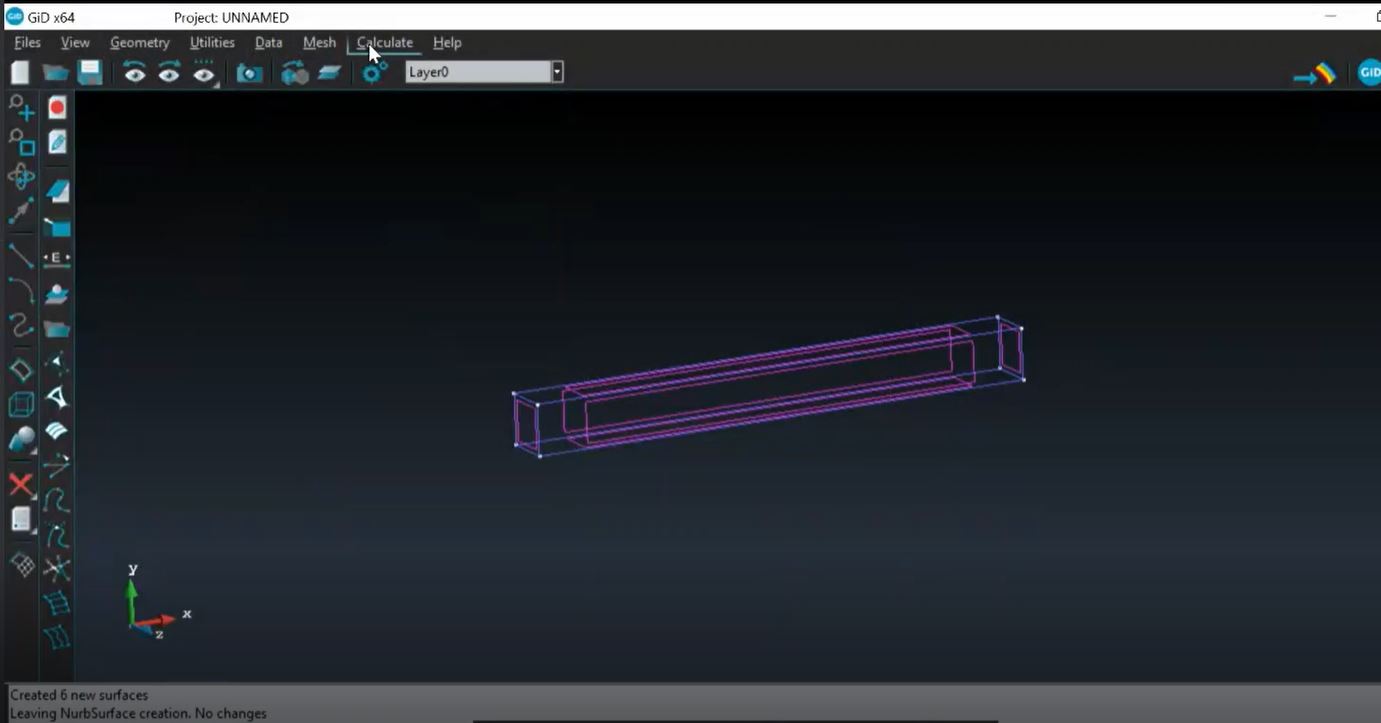 GiD GiD x64 Project: UNNAMED
Files View Geometry Utilities Data Mesh Calculate Help
Layer0 GiD
E
y
x
z
Created 6 new surfaces
Leaving NurbSurface creation. No changes